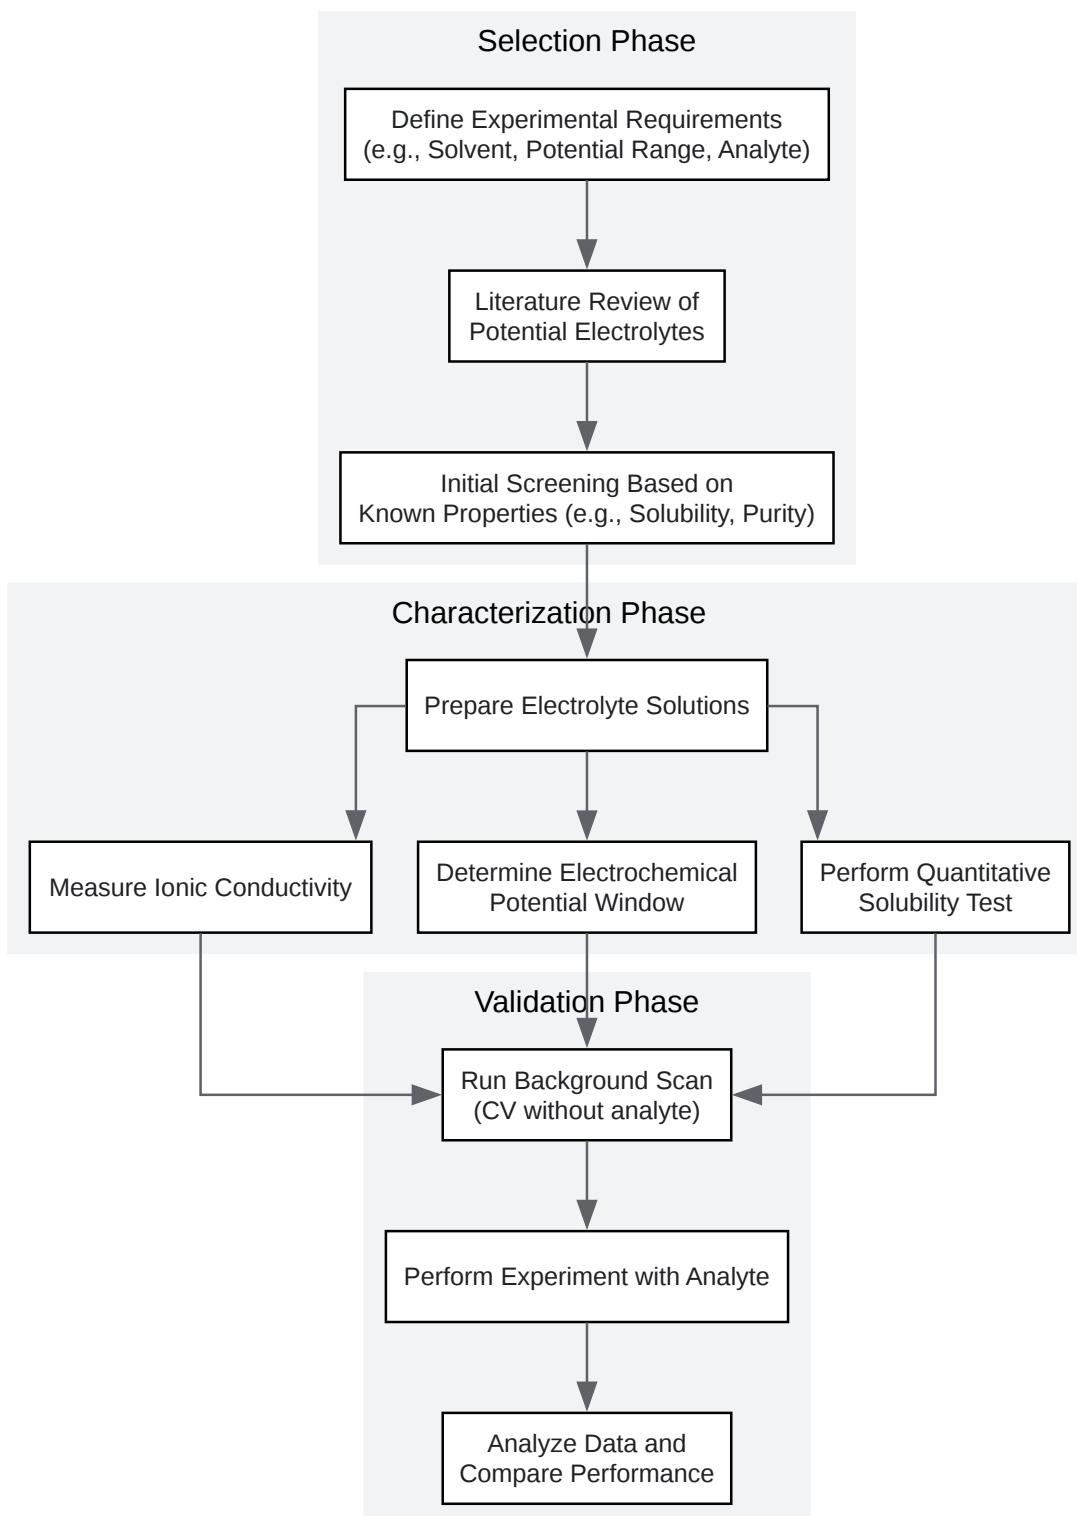 Selection Phase
Define Experimental Requirements
(e.g., Solvent, Potential Range, Analyte)
Literature Review of
Potential Electrolytes
Initial Screening Based on
Known Properties (e.g., Solubility, Purity)
Characterization Phase
Prepare Electrolyte Solutions
Measure Ionic Conductivity
Determine Electrochemical
Potential Window
Perform Quantitative
Solubility Test
Validation Phase
Run Background Scan
(CV without analyte)
Perform Experiment with Analyte
Analyze Data and
Compare Performance